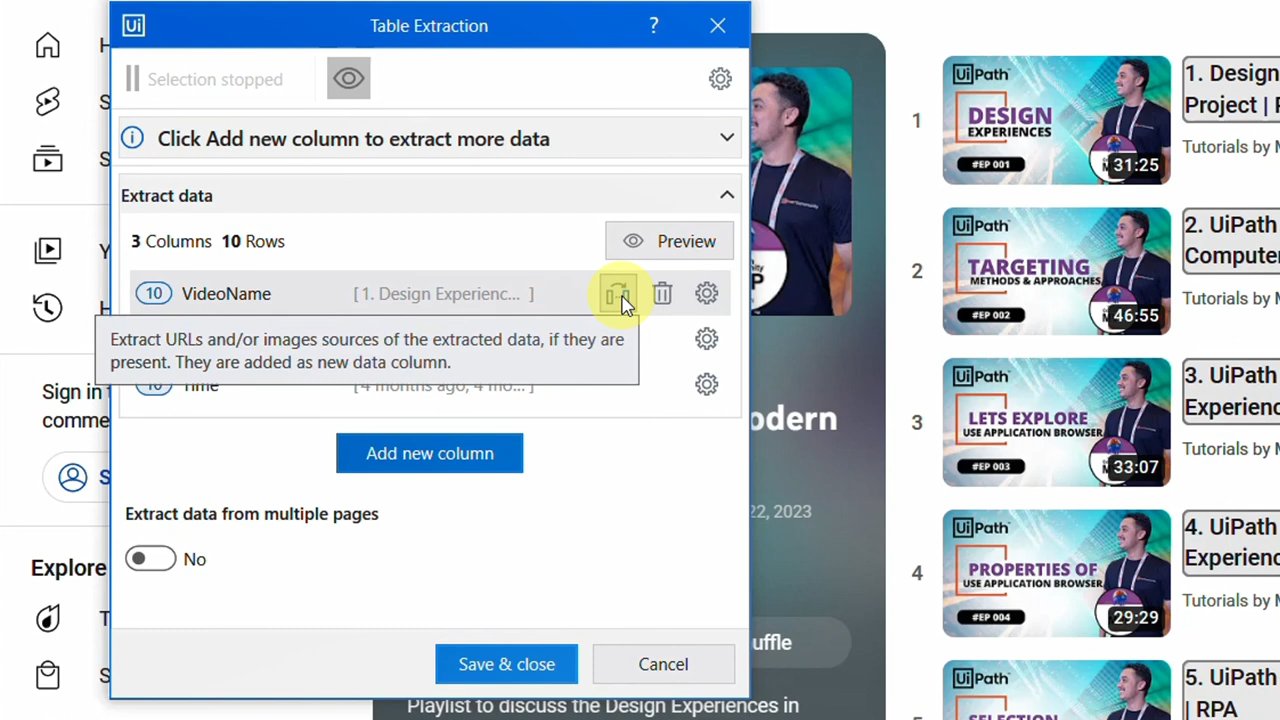 Ui
Table Extraction
?
Selection stopped
Click Add new column to extract more data
Extract data
3 Columns 10 Rows
Preview
10 VideoName [ 1. Design Experienc... ]
Extract URLs and/or images sources of the extracted data, if they are
present. They are added as new data column.
Time [4 months ago, 4 mo... ]
Add new column
Extract data from multiple pages
No
Save & close
Cancel
Sign in
comme
Explore
odern
22, 2023
uffle
Playlist to discuss the Design Experiences in
1
UiPath
DESIGN
EXPERIENCES
#EP 001
31:25
1. Design
Project |
Tutorials by
2
UiPath
TARGETING
METHODS & APPROACHES
#EP 002
46:55
2. UiPath
Compute
Tutorials by
3
UiPath
LETS EXPLORE
USE APPLICATION BROWSER
#EP 003
33:07
3. UiPath
Experienc
Tutorials by
4
UiPath
PROPERTIES OF
USE APPLICATION BROWSER
#EP 004
29:29
4. UiPath
Experienc
Tutorials by
UiPath
5. UiPath
| RPA